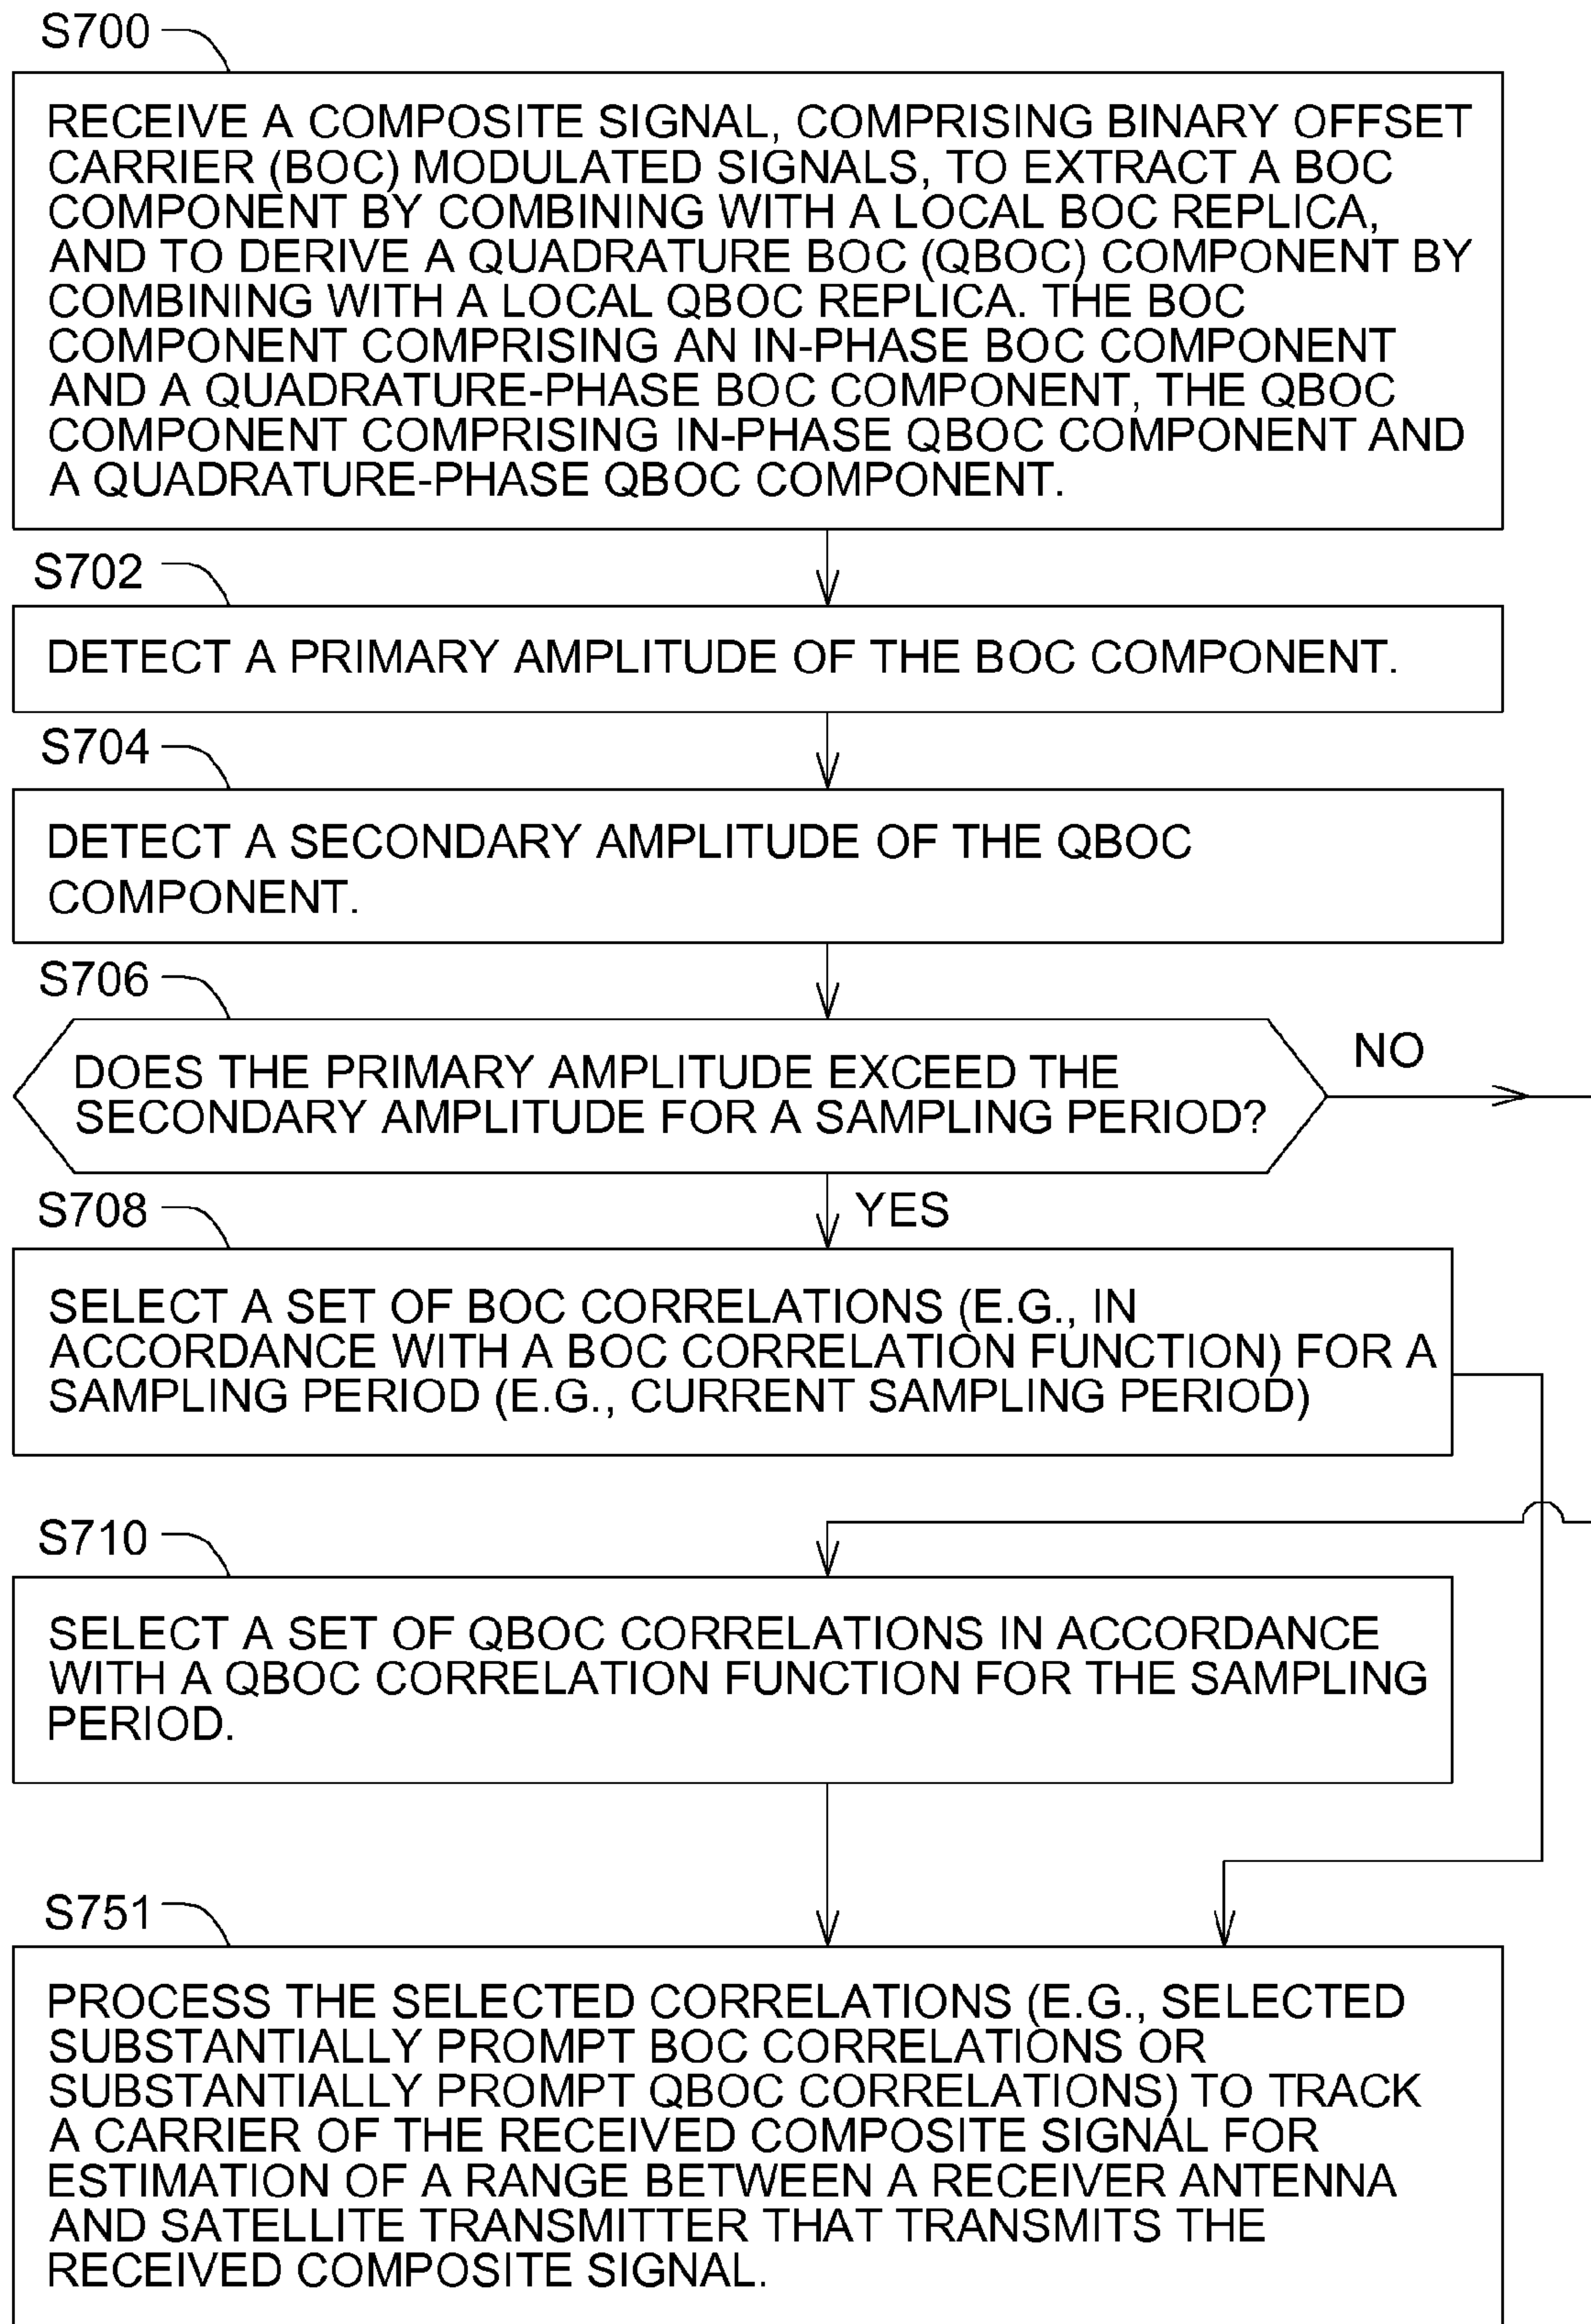 S700
RECEIVE A COMPOSITE SIGNAL, COMPRISING BINARY OFFSET
CARRIER (BOC) MODULATED SIGNALS, TO EXTRACT A BOC
COMPONENT BY COMBINING WITH A LOCAL BOC REPLICA,
AND TO DERIVE A QUADRATURE BOC (QBOC) COMPONENT BY
COMBINING WITH A LOCAL QBOC REPLICA. THE BOC
COMPONENT COMPRISING AN IN-PHASE BOC COMPONENT
AND A QUADRATURE-PHASE BOC COMPONENT, THE QBOC
COMPONENT COMPRISING IN-PHASE QBOC COMPONENT AND
A QUADRATURE-PHASE QBOC COMPONENT.
S702
DETECT A PRIMARY AMPLITUDE OF THE BOC COMPONENT.
S704
DETECT A SECONDARY AMPLITUDE OF THE QBOC
COMPONENT.
S706
DOES THE PRIMARY AMPLITUDE EXCEED THE
SECONDARY AMPLITUDE FOR A SAMPLING PERIOD?
NO
YES
S708
SELECT A SET OF BOC CORRELATIONS (E.G., IN
ACCORDANCE WITH A BOC CORRELATION FUNCTION) FOR A
SAMPLING PERIOD (E.G., CURRENT SAMPLING PERIOD)
S710
SELECT A SET OF QBOC CORRELATIONS IN ACCORDANCE
WITH A QBOC CORRELATION FUNCTION FOR THE SAMPLING
PERIOD.
S751
PROCESS THE SELECTED CORRELATIONS (E.G., SELECTED
SUBSTANTIALLY PROMPT BOC CORRELATIONS OR
SUBSTANTIALLY PROMPT QBOC CORRELATIONS) TO TRACK
A CARRIER OF THE RECEIVED COMPOSITE SIGNAL FOR
ESTIMATION OF A RANGE BETWEEN A RECEIVER ANTENNA
AND SATELLITE TRANSMITTER THAT TRANSMITS THE
RECEIVED COMPOSITE SIGNAL.